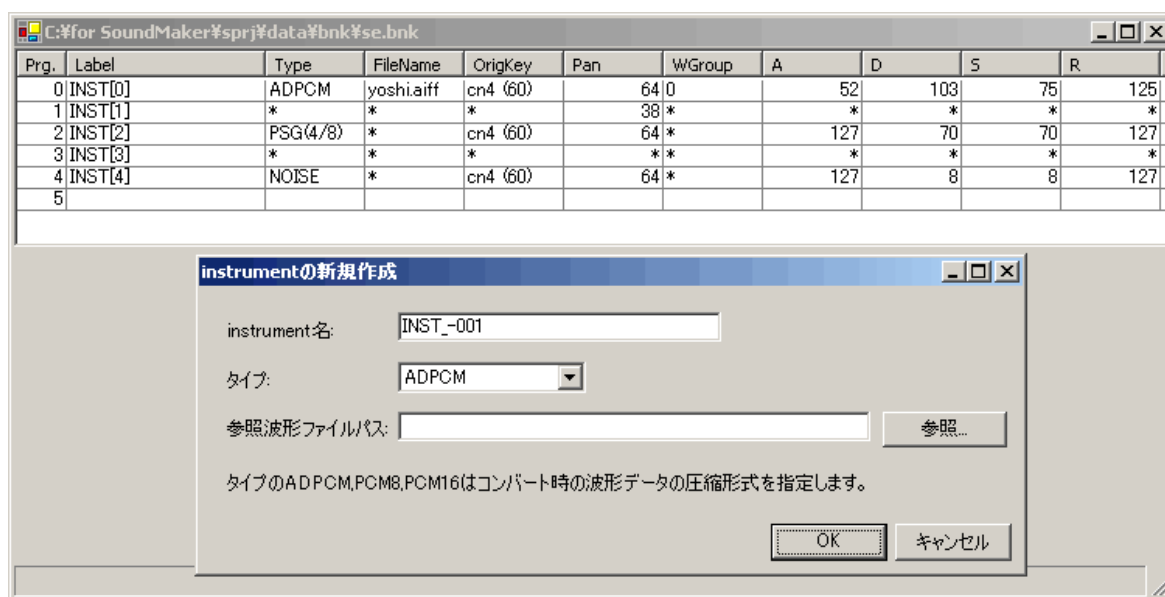 C:¥for SoundMaker¥sprj¥data¥bnk¥se.bnk
Prg. Label Type FileName OrigKey Pan WGroup A D S R
0 INST[0] ADPCM yoshi.aiff cn4 (60) 64 0 52 103 75 125
1 INST[1] * * * 38 * * * * *
2 INST[2] PSG(4/8) * cn4 (60) 64 * 127 70 70 127
3 INST[3] * * * * * * * * *
4 INST[4] NOISE * cn4 (60) 64 * 127 8 8 127
5
instrumentの新規作成
instrument名: INST_-001
タイプ: ADPCM
参照波形ファイルパス: 参照...
タイプのADPCM,PCM8,PCM16はコンバート時の波形データの圧縮形式を指定します。
OK キャンセル